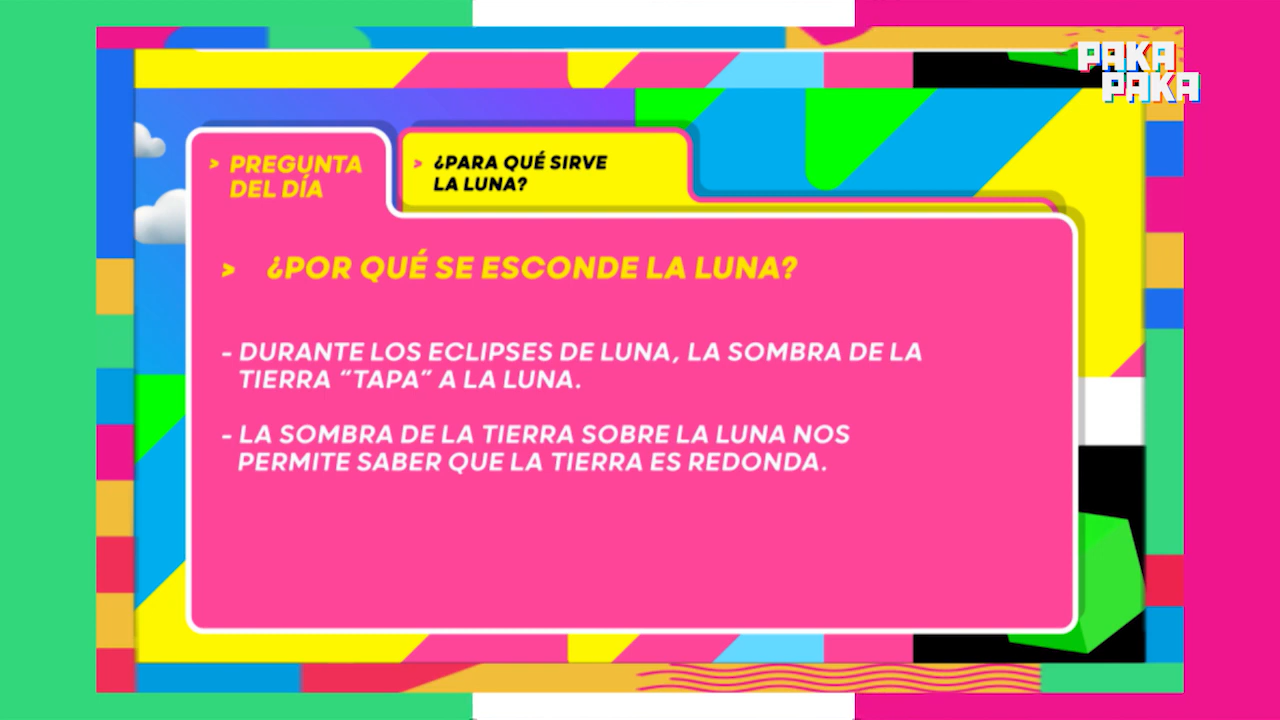 PAKA
PAKA
> PREGUNTA
DEL DÍA
> ¿PARA QUÉ SIRVE
LA LUNA?
> ¿POR QUÉ SE ESCONDE LA LUNA?
- DURANTE LOS ECLIPSES DE LUNA, LA SOMBRA DE LA
TIERRA “TAPA” A LA LUNA.
- LA SOMBRA DE LA TIERRA SOBRE LA LUNA NOS
PERMITE SABER QUE LA TIERRA ES REDONDA.